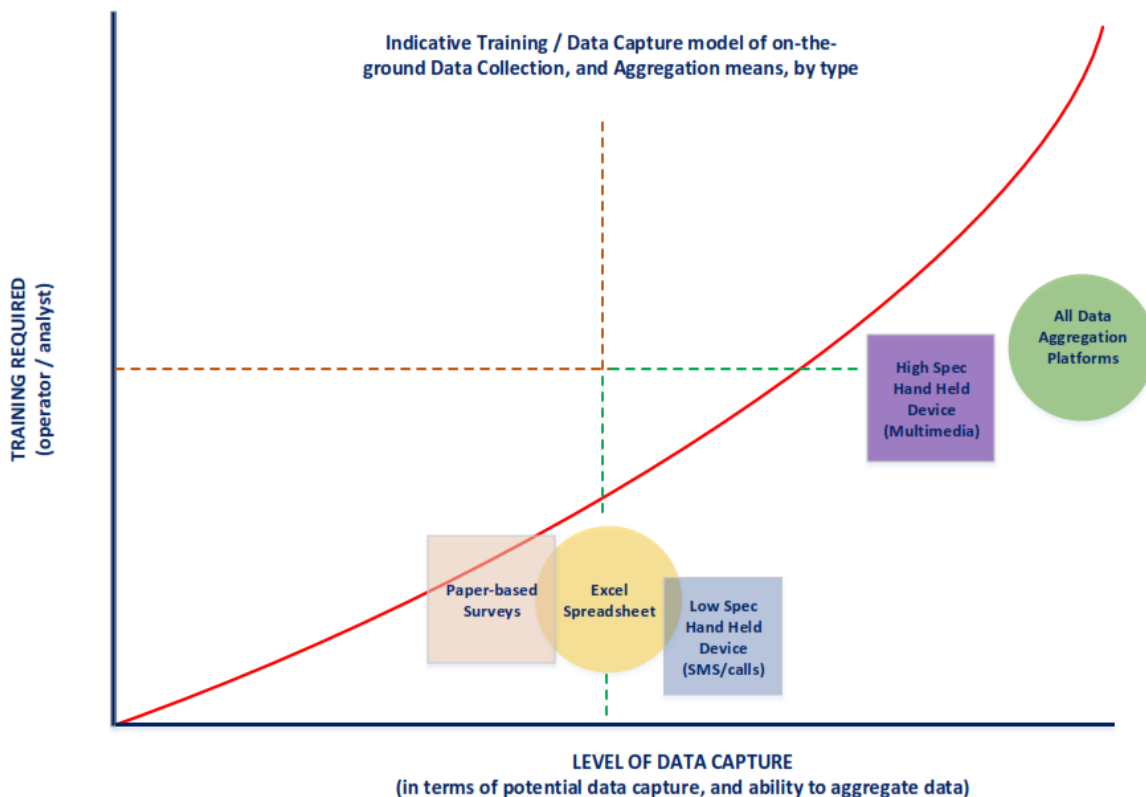 Indicative Training / Data Capture model of on-the-
ground Data Collection, and Aggregation means, by type
TRAINING REQUIRED
(operator / analyst)
All Data
Aggregation
Platforms
High Spec
Hand Held
Device
(Multimedia)
Paper-based
Surveys
Excel
Spreadsheet
Low Spec
Hand Held
Device
(SMS/calls)
LEVEL OF DATA CAPTURE
(in terms of potential data capture, and ability to aggregate data)